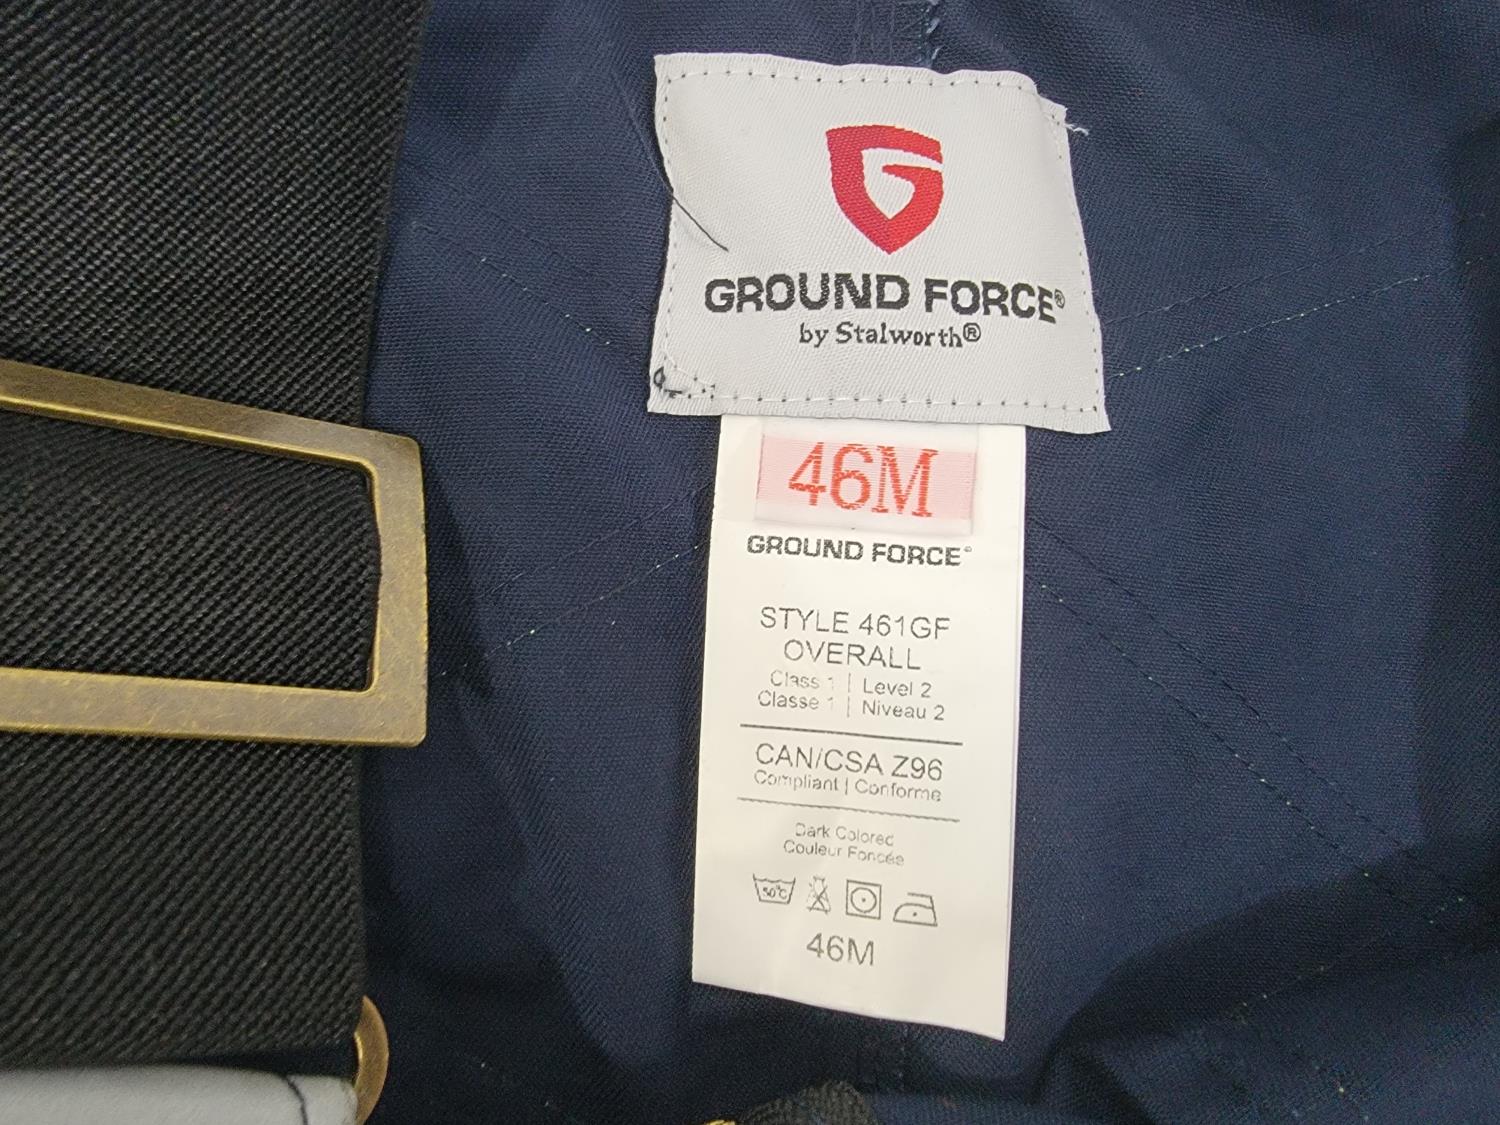 GROUND FORCE®
by Stalworth®
46M
GROUND FORCE®
STYLE 461GF
OVERALL
Class 1 | Level 2
Classe 1 | Niveau 2
CAN/CSA Z96
Compliant | Conforme
Dark Colored
Couleur Foncée
50°C
46M